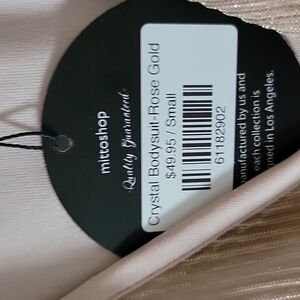 mittoshop
Quality Guaranteed
Crystal Bodysuit-Rose Gold
$49.95 / Small
61182902
anufactured by us and
each collection is
ned in Los Angeles.